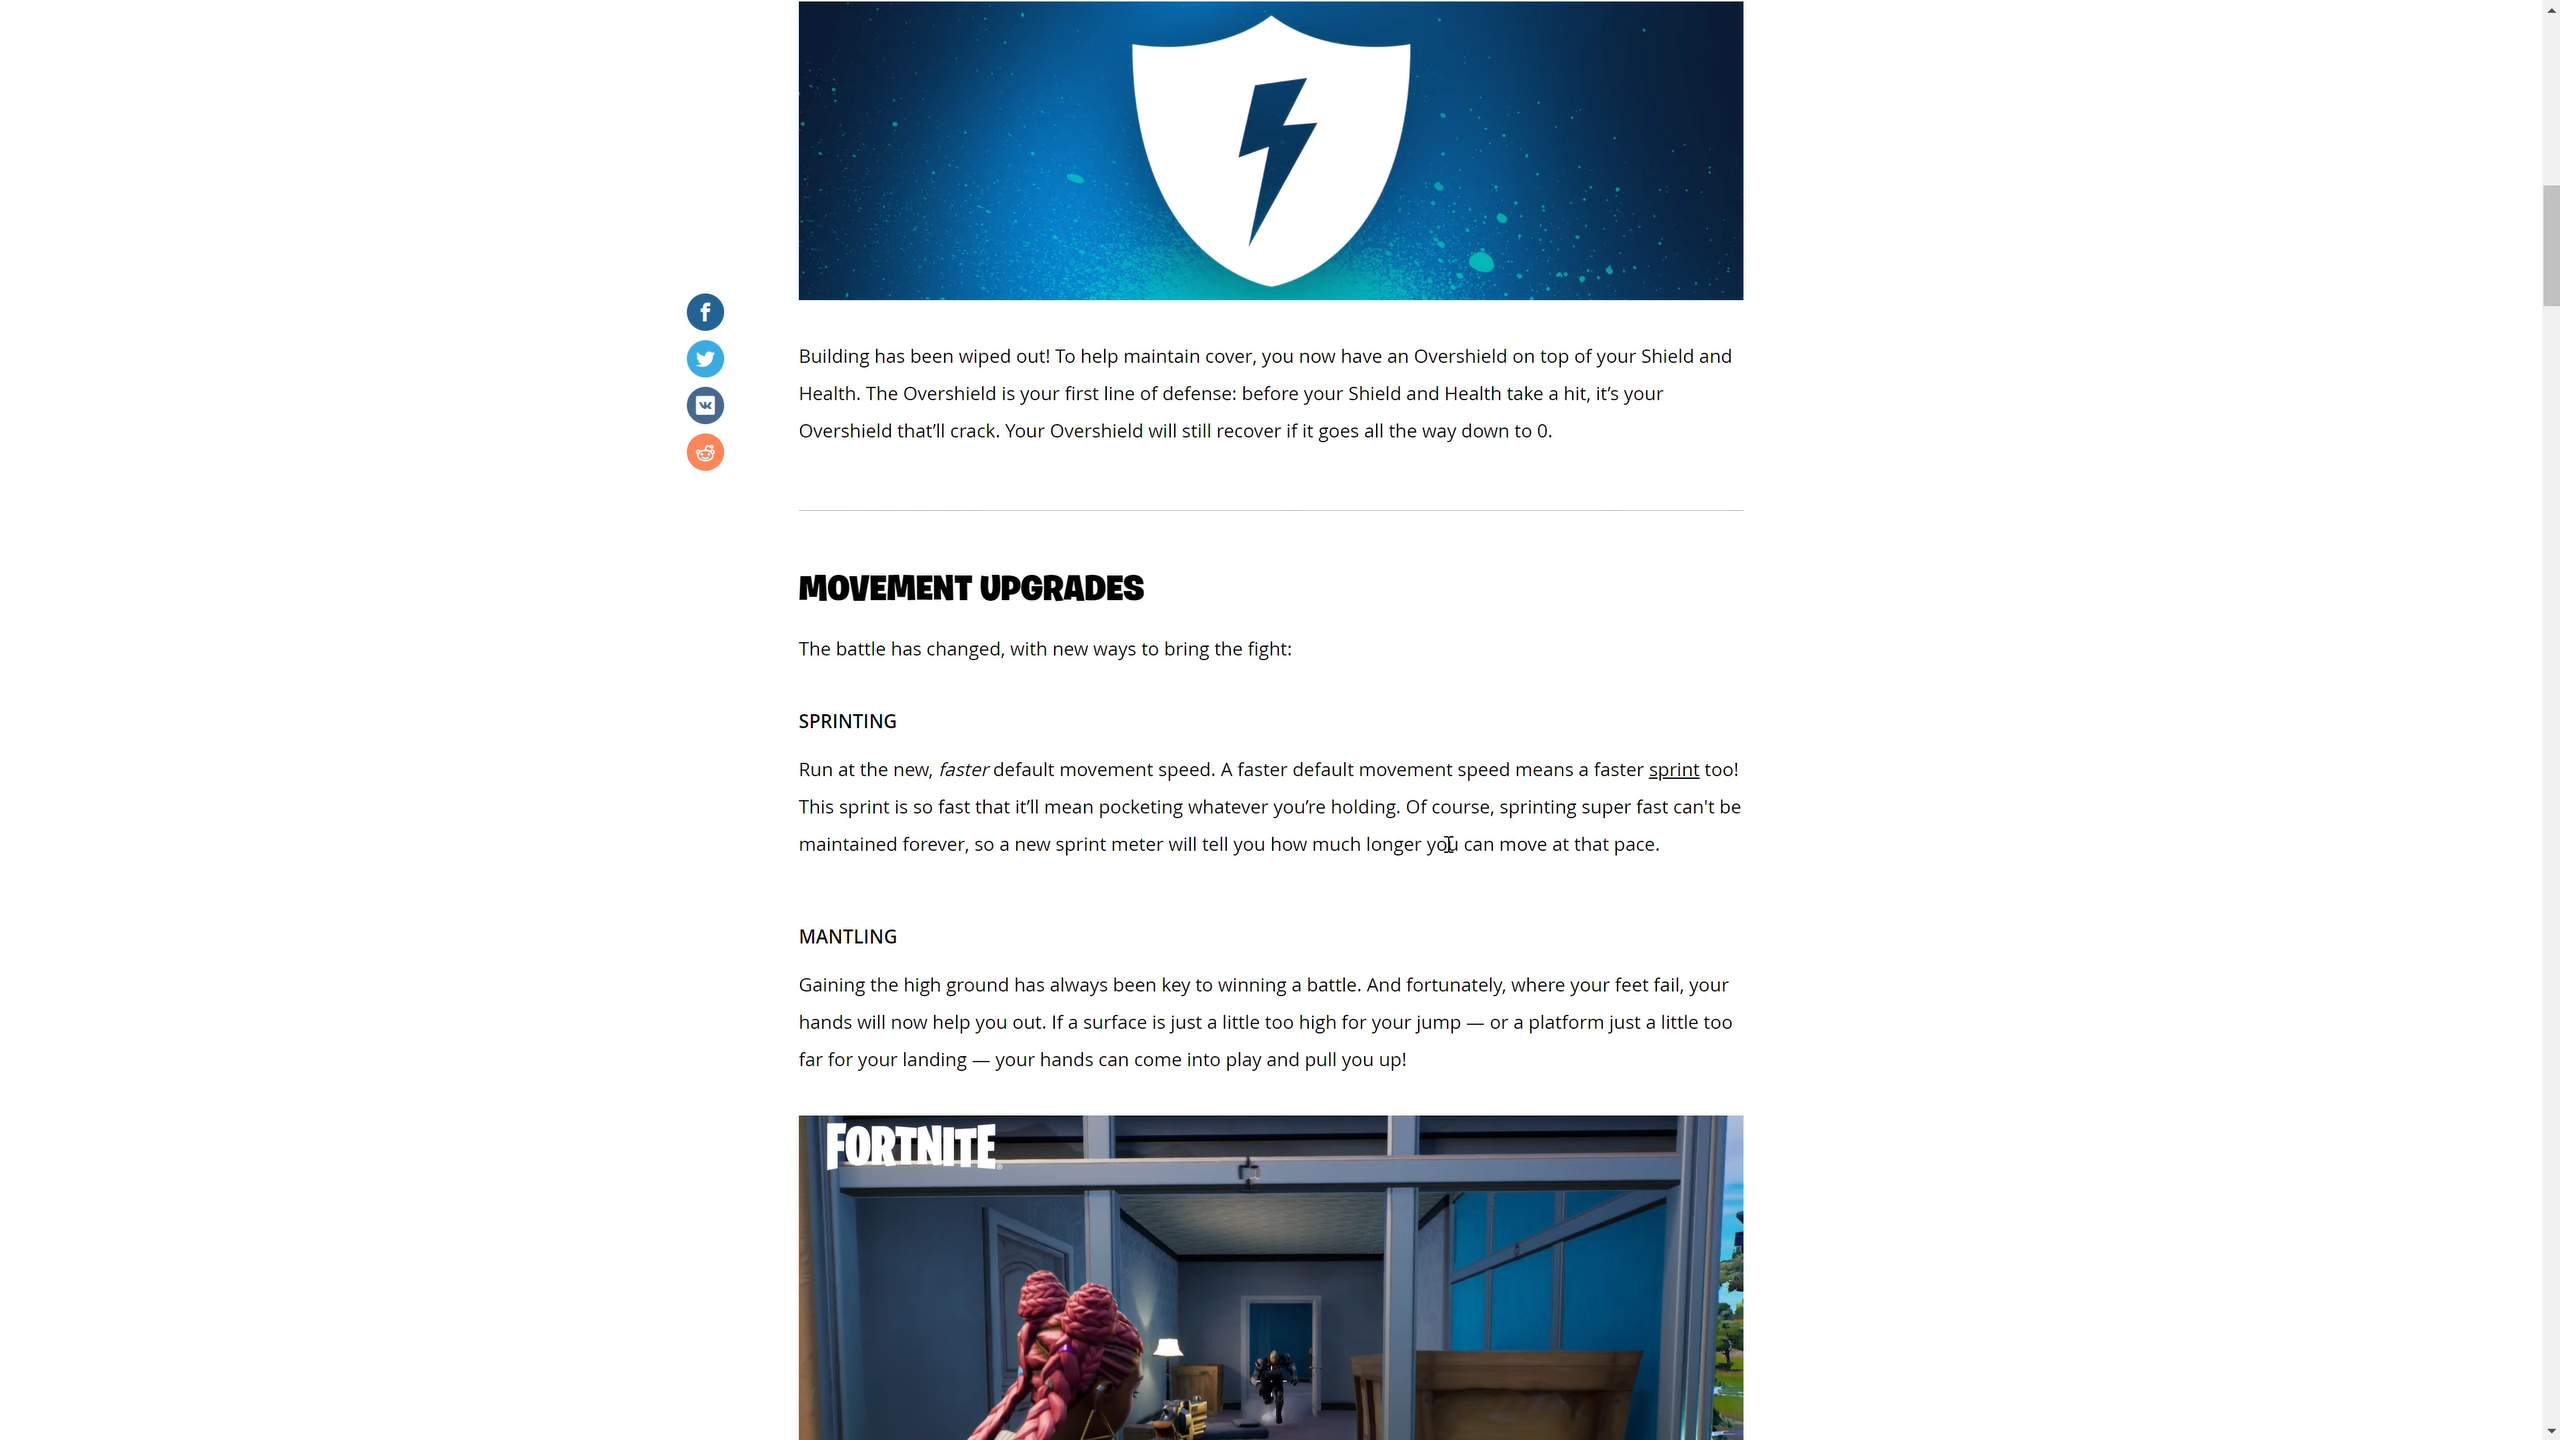 Building has been wiped out! To help maintain cover, you now have an Overshield on top of your Shield and
Health. The Overshield is your first line of defense: before your Shield and Health take a hit, it’s your
Overshield that’ll crack. Your Overshield will still recover if it goes all the way down to 0.
MOVEMENT UPGRADES
The battle has changed, with new ways to bring the fight:
SPRINTING
Run at the new, faster default movement speed. A faster default movement speed means a faster sprint too!
This sprint is so fast that it’ll mean pocketing whatever you’re holding. Of course, sprinting super fast can't be
maintained forever, so a new sprint meter will tell you how much longer you can move at that pace.
MANTLING
Gaining the high ground has always been key to winning a battle. And fortunately, where your feet fail, your
hands will now help you out. If a surface is just a little too high for your jump — or a platform just a little too
far for your landing — your hands can come into play and pull you up!
FORTNITE